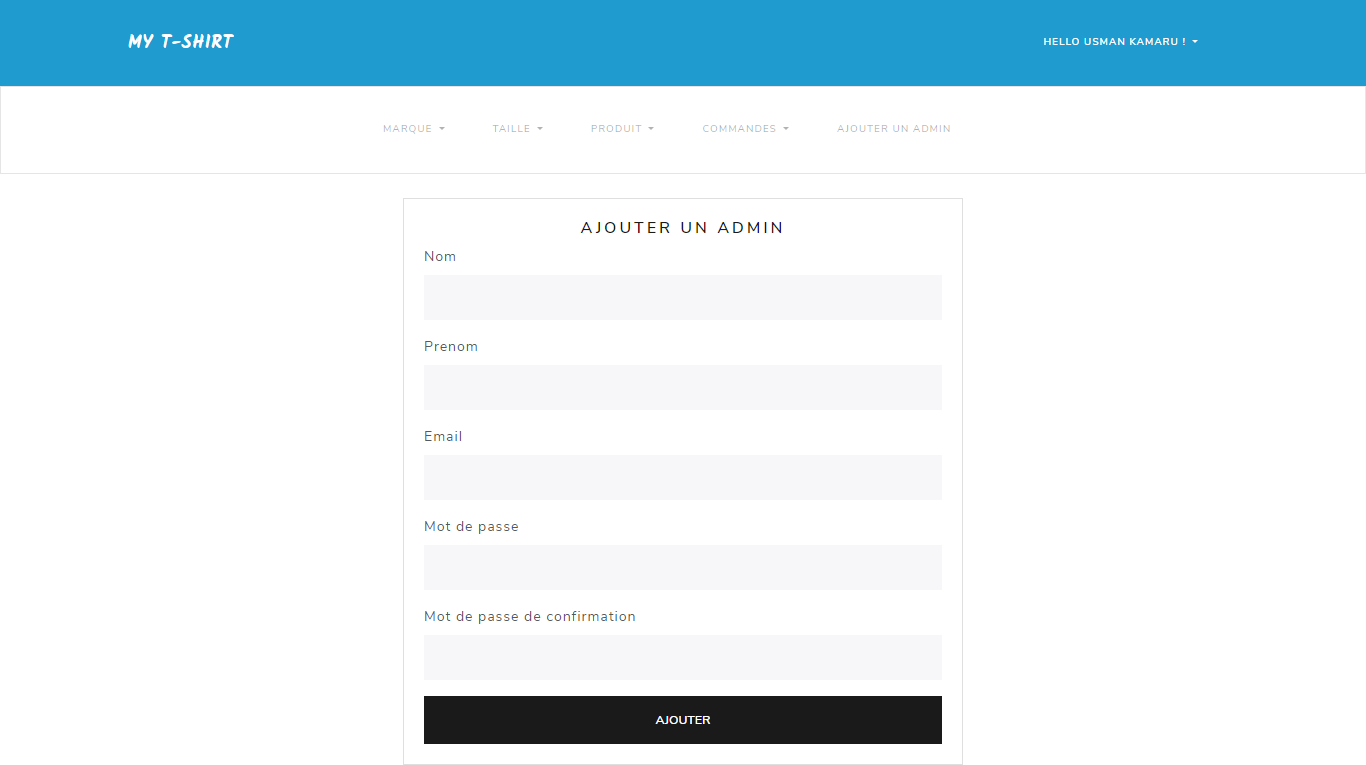 MY T-SHIRT
HELLO USMAN KAMARU !
MARQUE TAILLE PRODUIT COMMANDES AJOUTER UN ADMIN
AJOUTER UN ADMIN
Nom
Prenom
Email
Mot de passe
Mot de passe de confirmation
AJOUTER